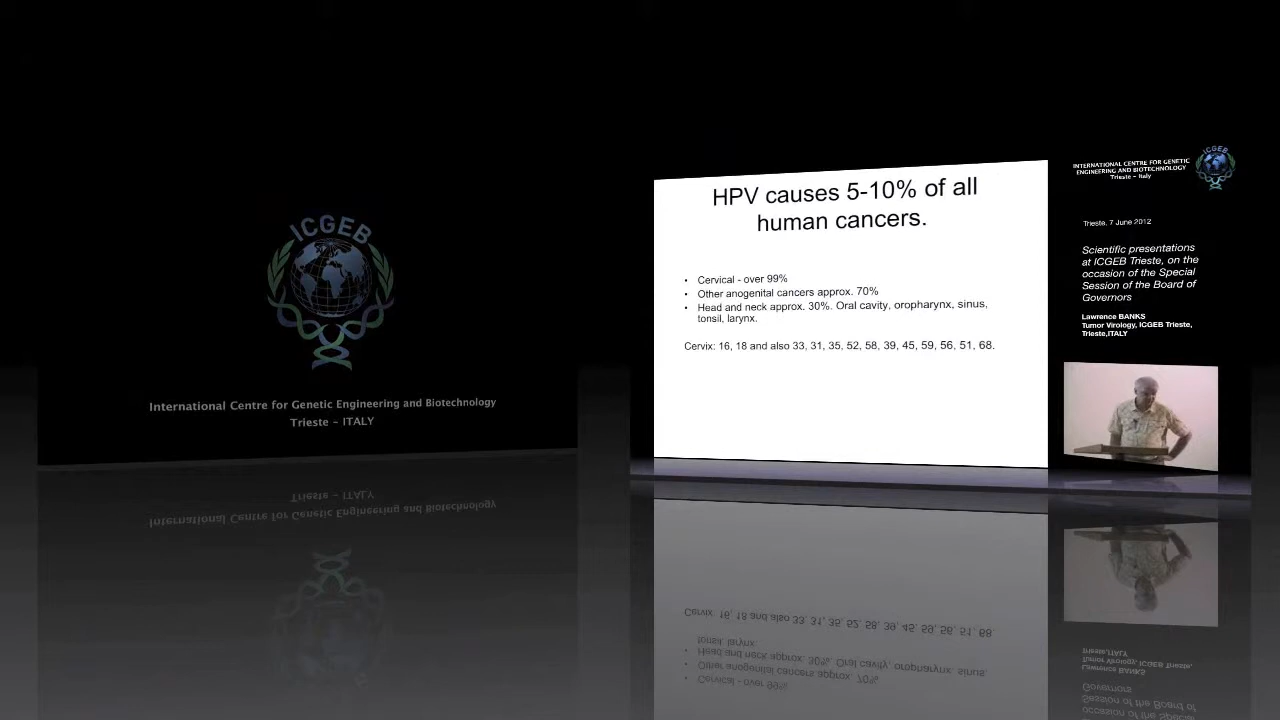 ICGEB
International Centre for Genetic Engineering and Biotechnology
Trieste - ITALY
HPV causes 5-10% of all
human cancers.
• Cervical - over 99%
• Other anogenital cancers approx. 70%
• Head and neck approx. 30%. Oral cavity, oropharynx, sinus,
tonsil, larynx.
Cervix: 16, 18 and also 33, 31, 35, 52, 58, 39, 45, 59, 56, 51, 68.
INTERNATIONAL CENTRE FOR GENETIC
ENGINEERING AND BIOTECHNOLOGY
Trieste - Italy
ICGEB
Trieste, 7 June 2012
Scientific presentations
at ICGEB Trieste, on the
occasion of the Special
Session of the Board of
Governors
Lawrence BANKS
Tumor Virology, ICGEB Trieste,
Trieste,ITALY